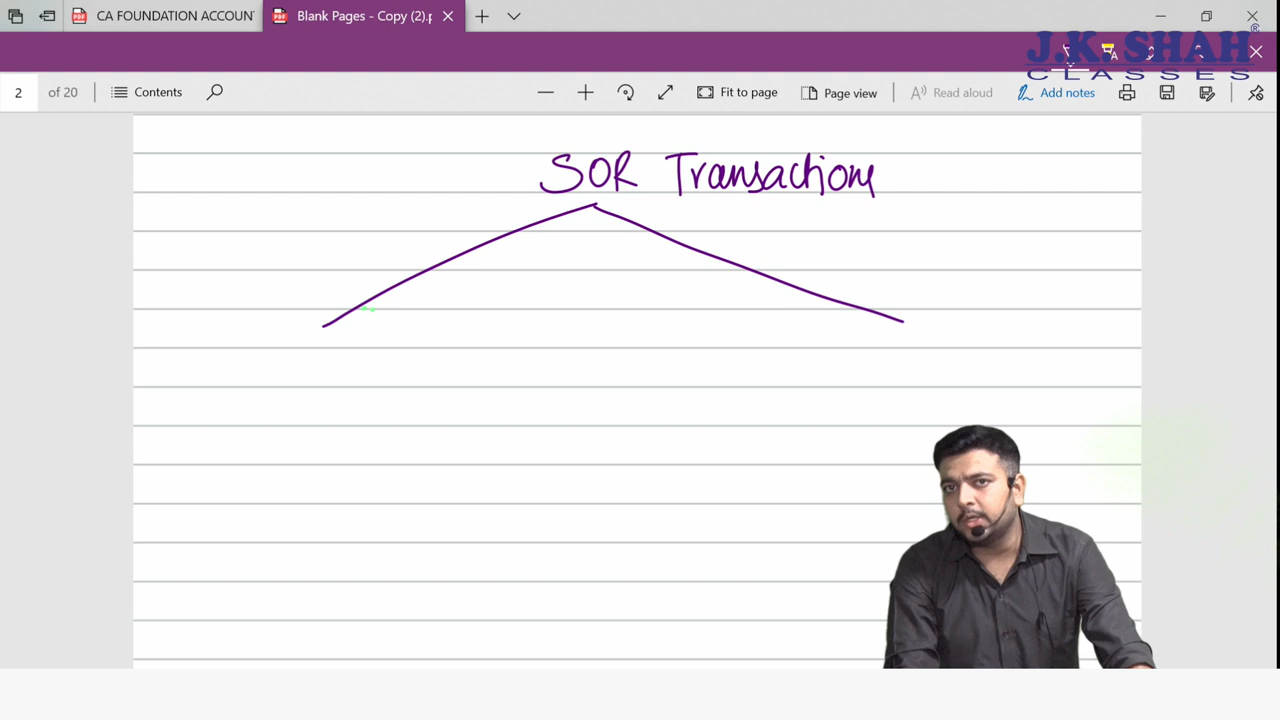 CA FOUNDATION ACCOUNT
Blank Pages - Copy (2).p
J.K. SHAH®
CLASSES
2 of 20 Contents Fit to page Page view Read aloud Add notes
SOR Transactions